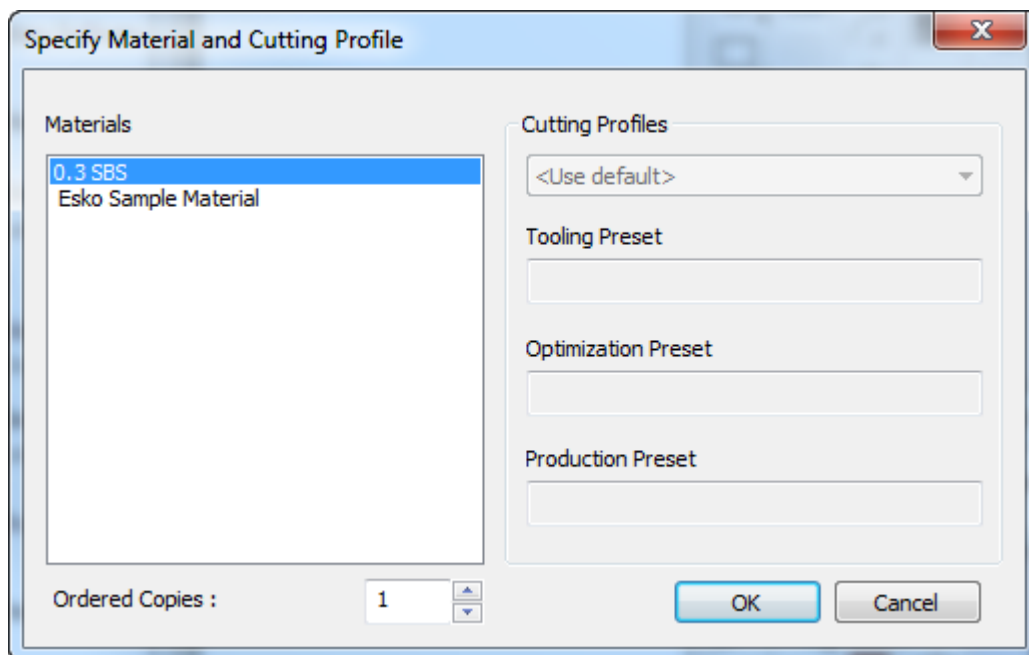 Specify Material and Cutting Profile
Materials
0.3 SBS
Esko Sample Material
Cutting Profiles
<Use default>
Tooling Preset
Optimization Preset
Production Preset
Ordered Copies :
1
OK
Cancel